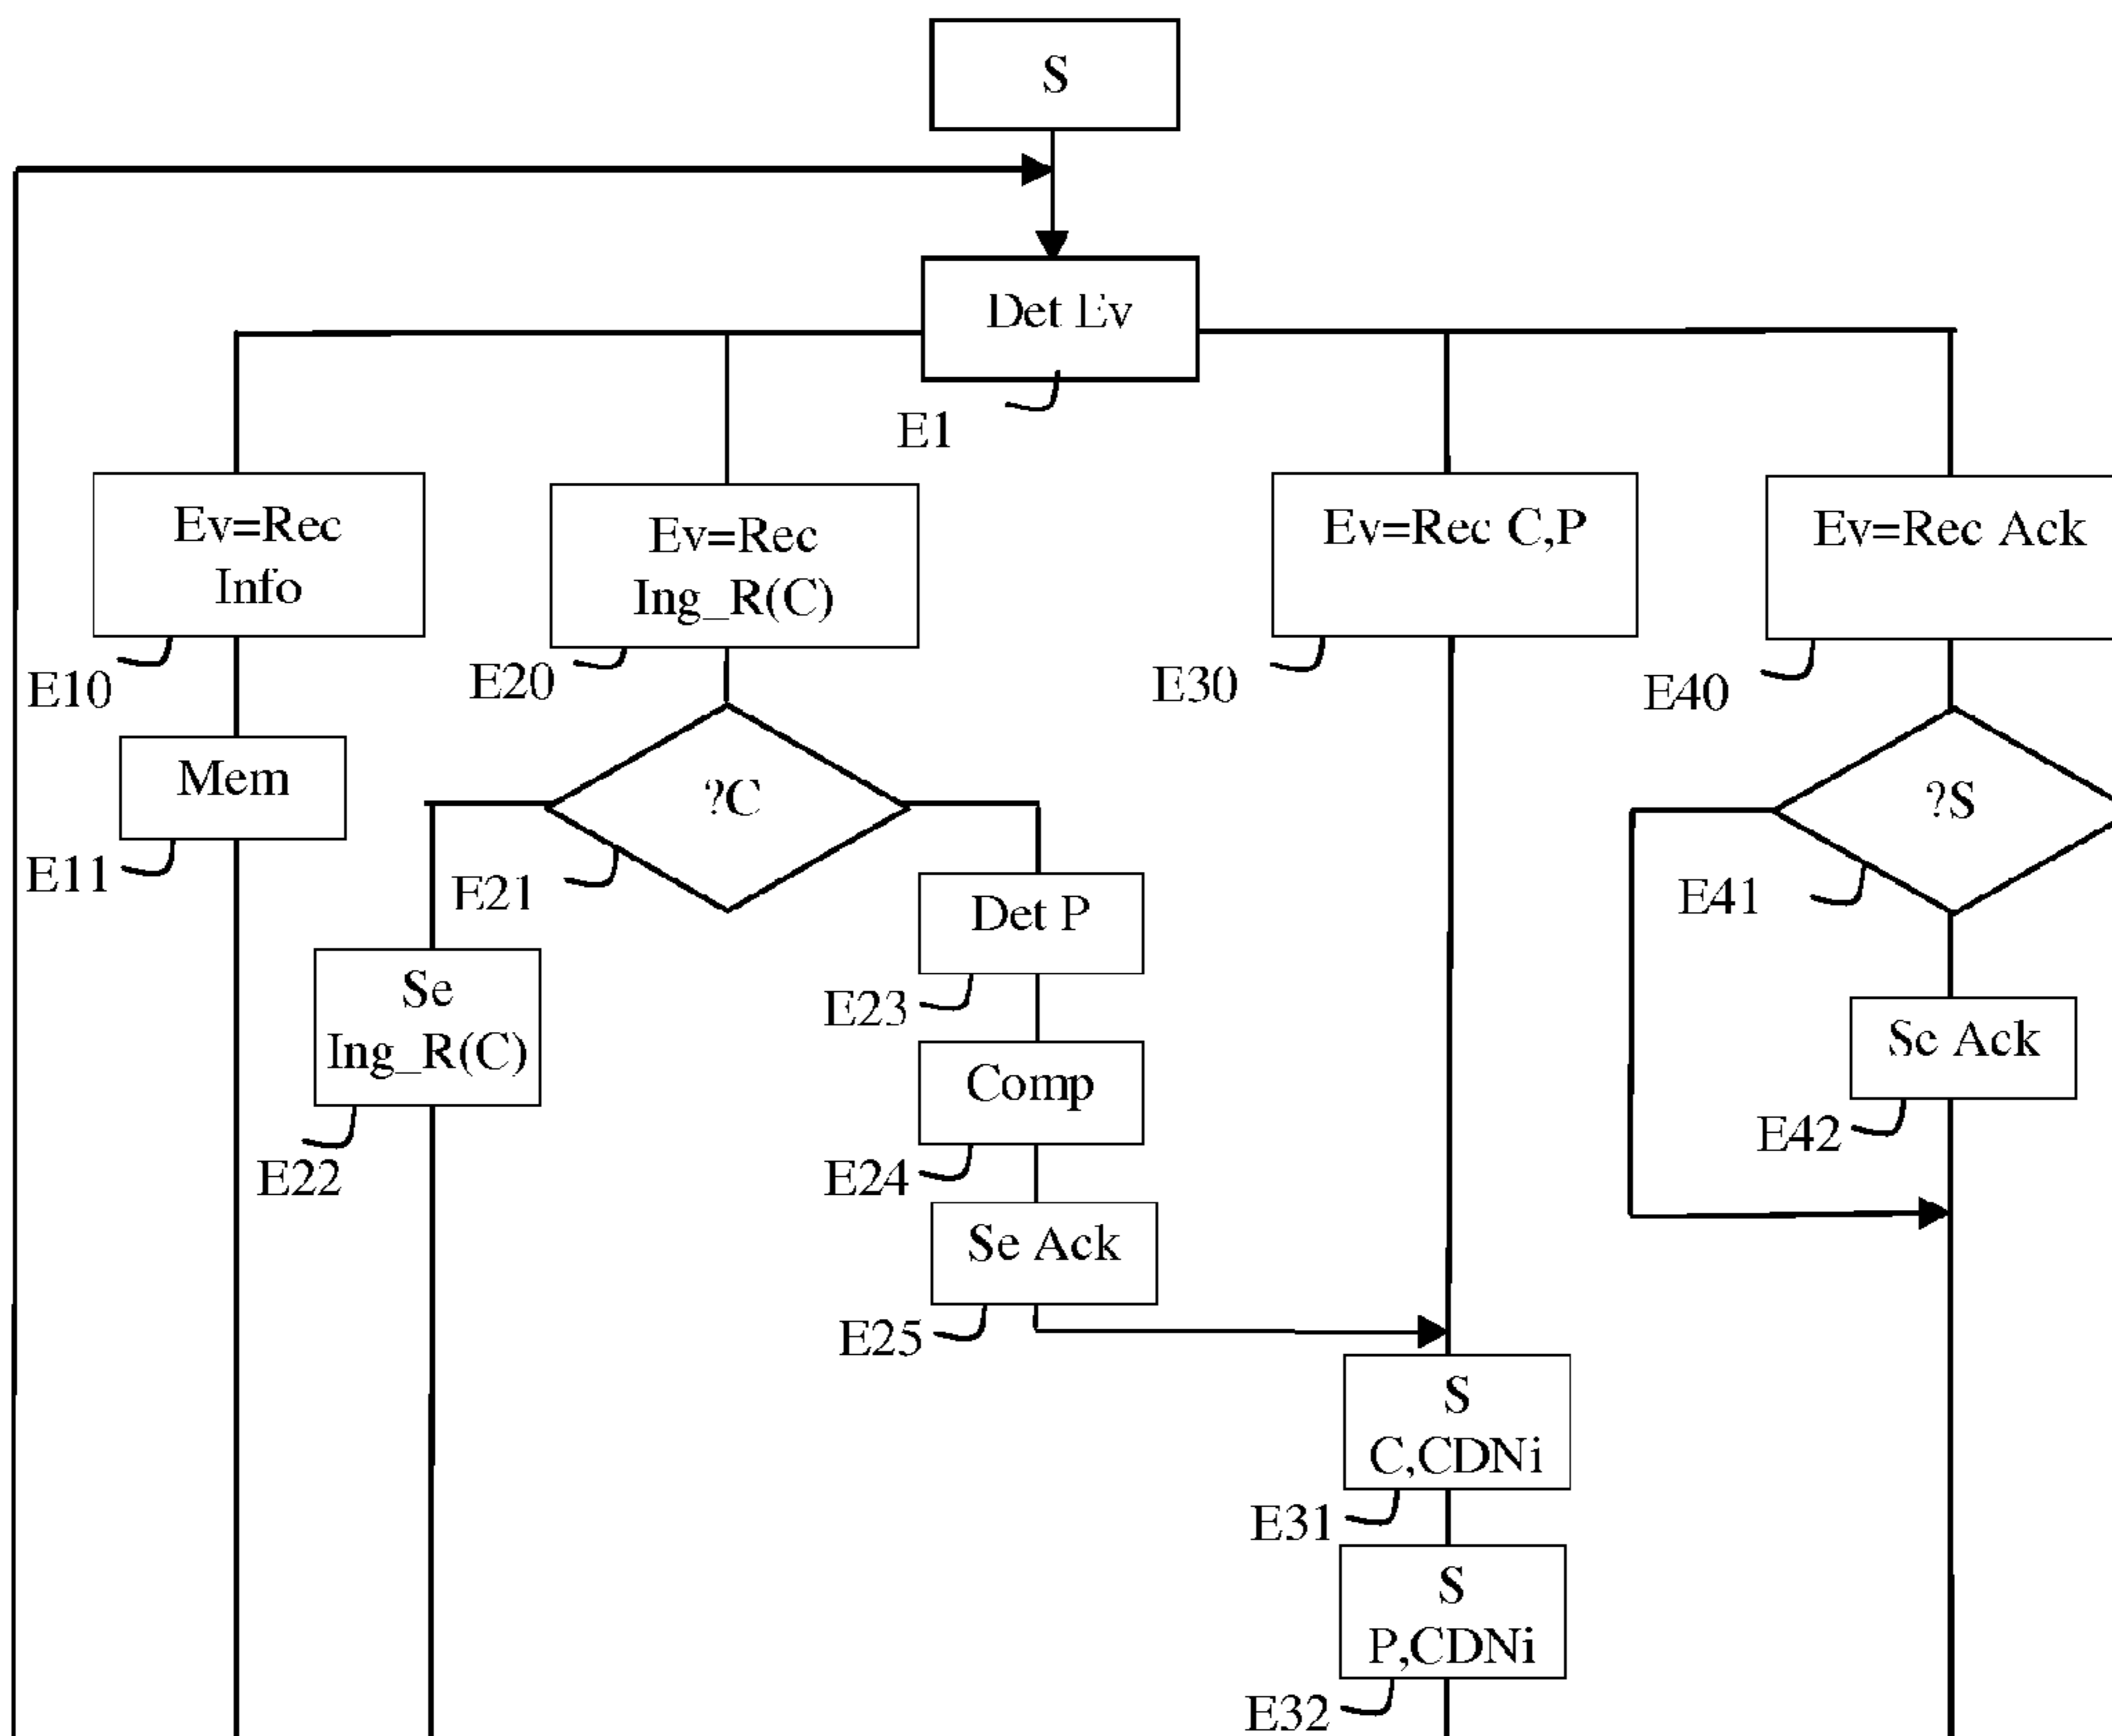 S
Det Ev
E1
Ev=Rec
Info
E10
Ev=Rec
Ing_R(C)
E20
Ev=Rec C,P
E30
Ev=Rec Ack
E40
Mem
E11
?C
E21
?S
E41
Se
Ing_R(C)
E22
Det P
E23
Comp
E24
Se Ack
E25
Se Ack
E42
S
C,CDNi
E31
S
P,CDNi
E32